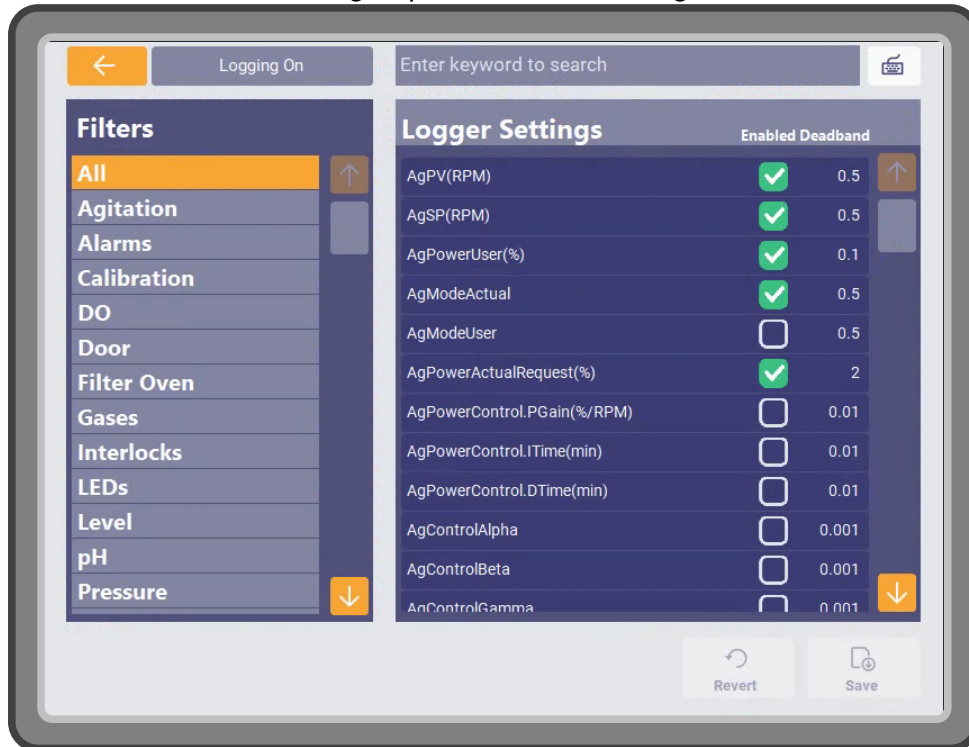 Logging On
Enter keyword to search
Filters
All
Agitation
Alarms
Calibration
DO
Door
Filter Oven
Gases
Interlocks
LEDs
Level
pH
Pressure
Logger Settings
Enabled Deadband
AgPV(RPM) 0.5
AgSP(RPM) 0.5
AgPowerUser(%) 0.1
AgModeActual 0.5
AgModeUser 0.5
AgPowerActualRequest(%) 2
AgPowerControl.PGain(%/RPM) 0.01
AgPowerControl.ITime(min) 0.01
AgPowerControl.DTime(min) 0.01
AgControlAlpha 0.001
AgControlBeta 0.001
AgControlGamma 0.001
Revert
Save